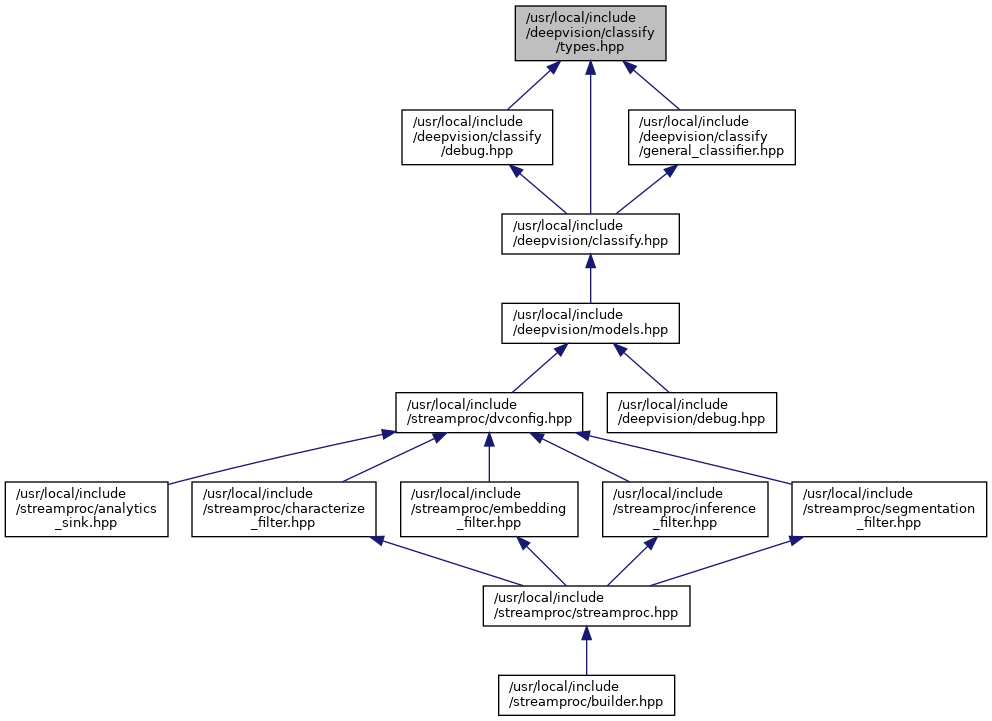 /usr/local/include
/deepvision/classify
/types.hpp
/usr/local/include
/deepvision/classify
/debug.hpp
/usr/local/include
/deepvision/classify
/general_classifier.hpp
/usr/local/include
/deepvision/classify.hpp
/usr/local/include
/deepvision/models.hpp
/usr/local/include
/streamproc/dvconfig.hpp
/usr/local/include
/deepvision/debug.hpp
/usr/local/include
/streamproc/analytics
_sink.hpp
/usr/local/include
/streamproc/characterize
_filter.hpp
/usr/local/include
/streamproc/embedding
_filter.hpp
/usr/local/include
/streamproc/inference
_filter.hpp
/usr/local/include
/streamproc/segmentation
_filter.hpp
/usr/local/include
/streamproc/streamproc.hpp
/usr/local/include
/streamproc/builder.hpp